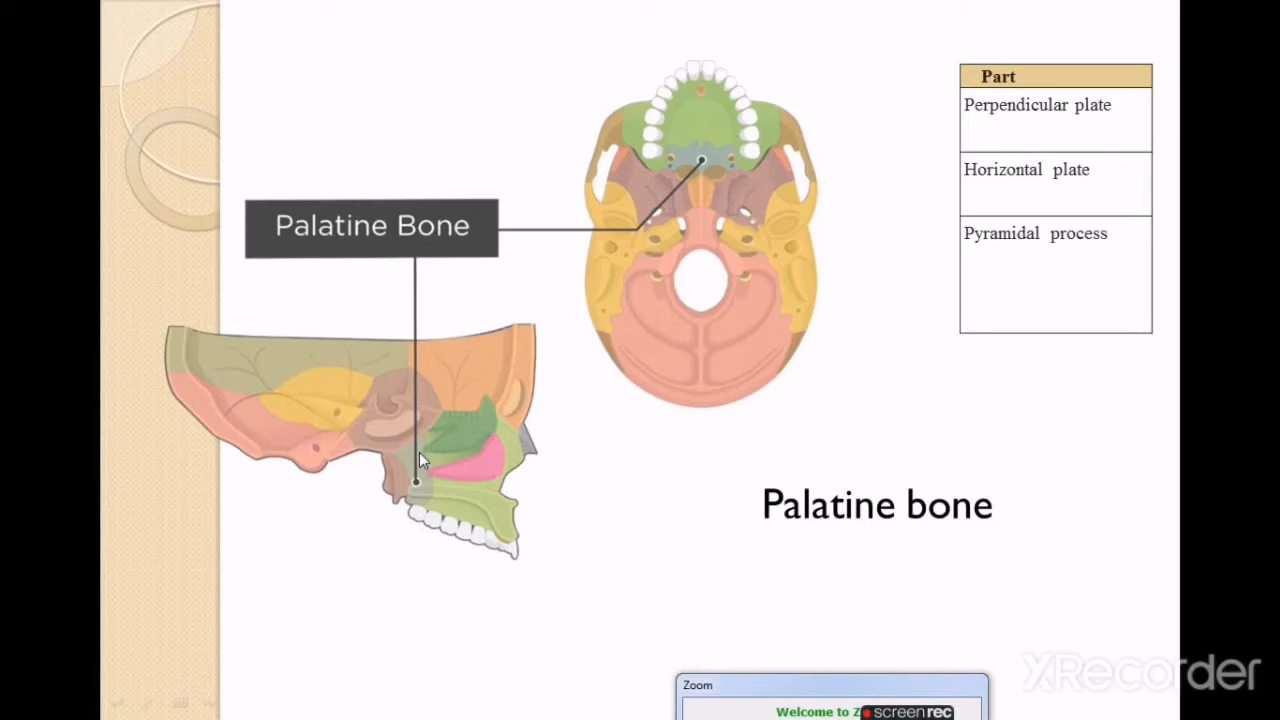 Part
Perpendicular plate
Horizontal plate
Pyramidal process
Palatine Bone
Palatine bone
XRecorder
Zoom
Welcome to Z
screenrec